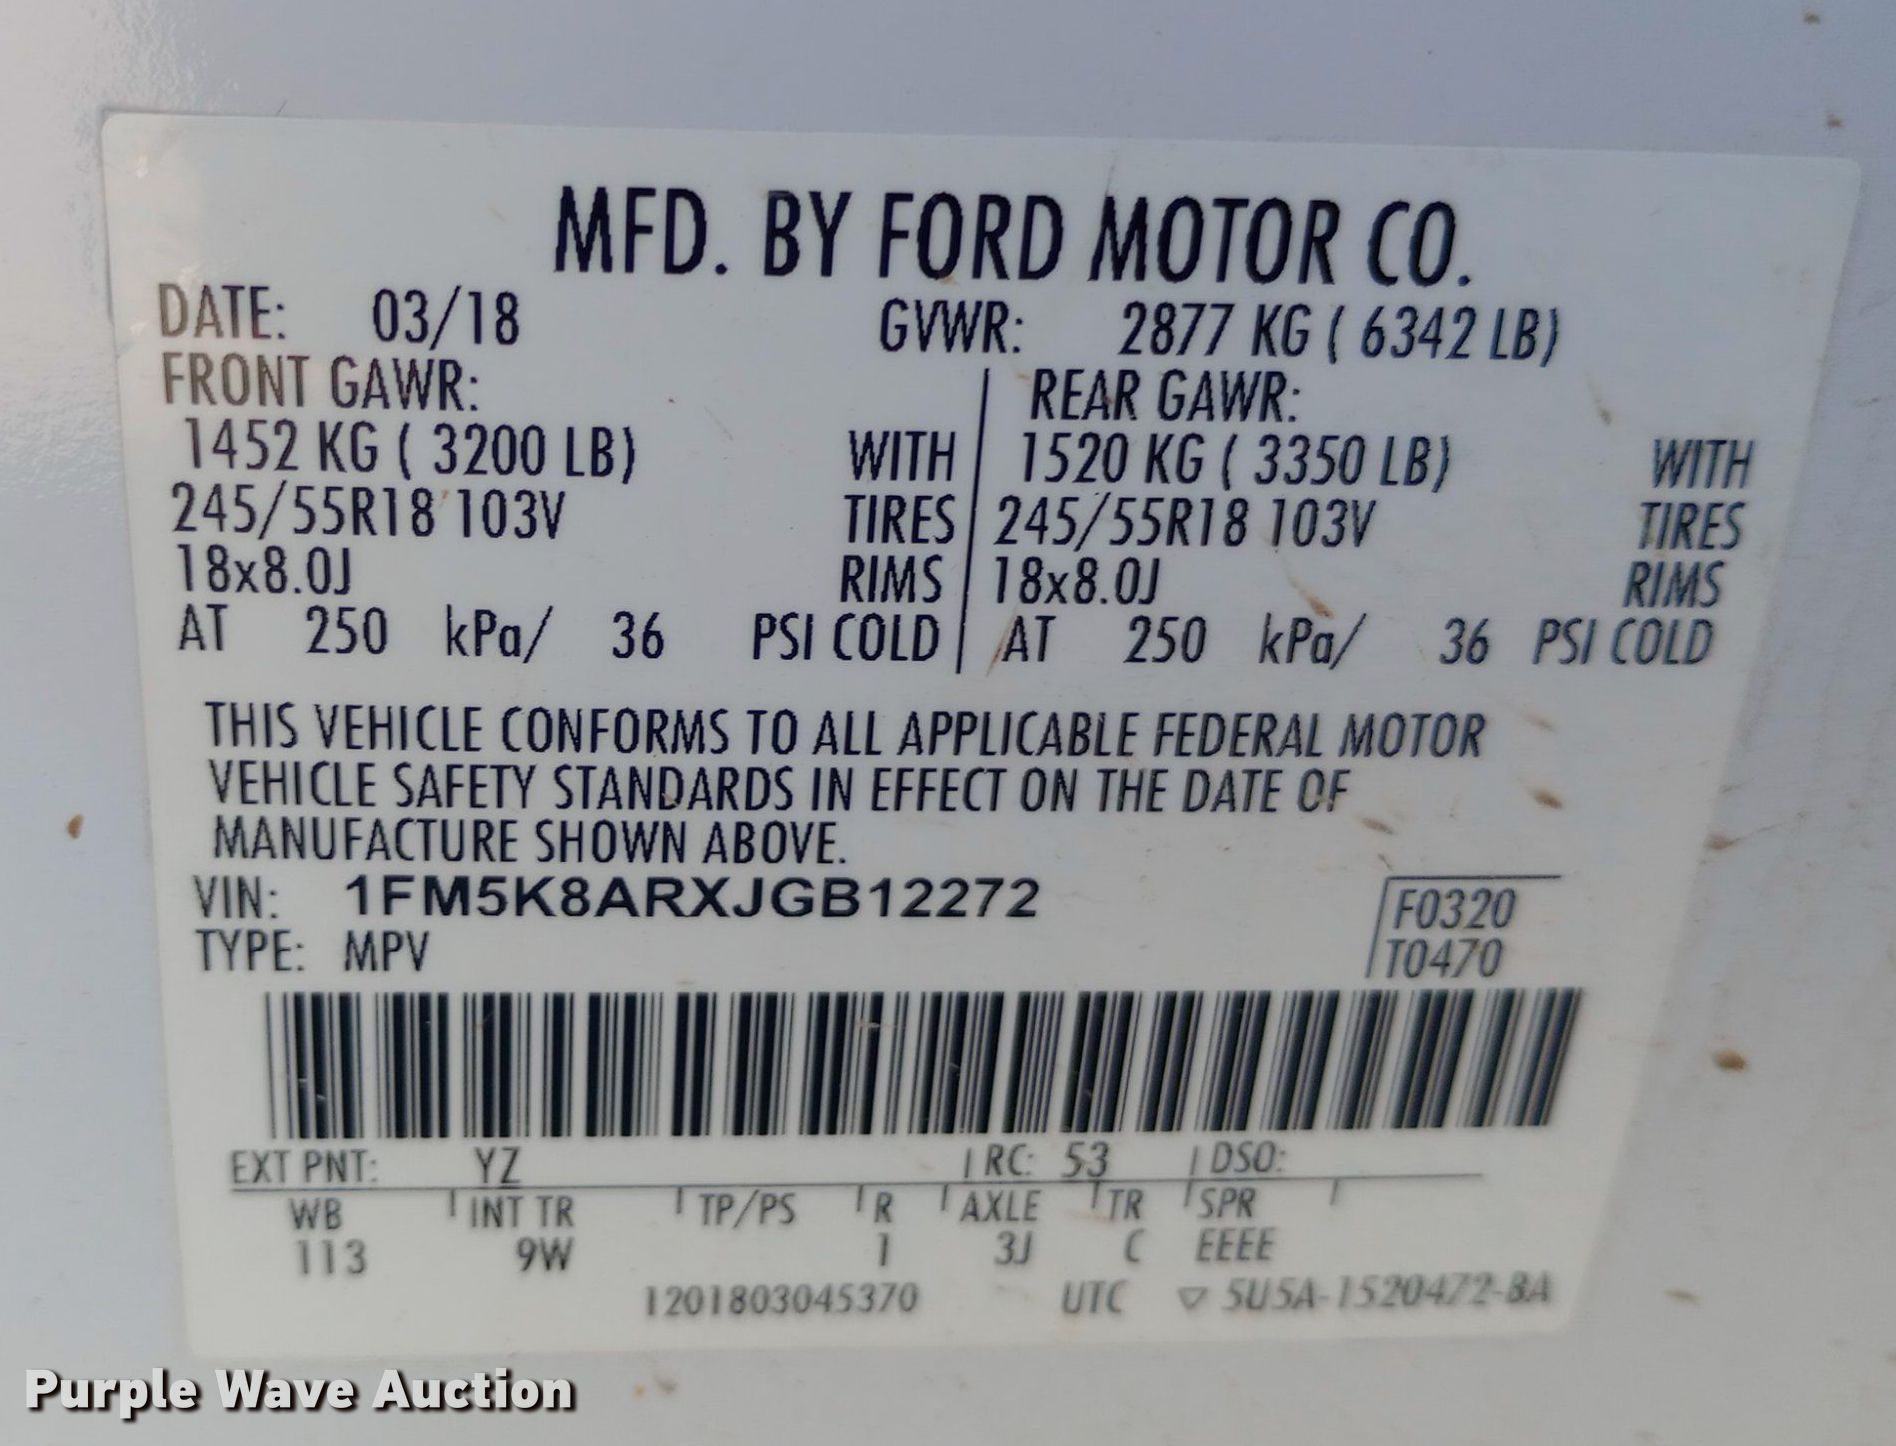 MFD. BY FORD MOTOR CO.
DATE: 03/18 GVWR: 2877 KG ( 6342 LB)
FRONT GAWR: REAR GAWR:
1452 KG ( 3200 LB) WITH 1520 KG ( 3350 LB) WITH
245/55R18 103V TIRES 245/55R18 103V TIRES
18x8.0J RIMS 18x8.0J RIMS
AT 250 kPa/ 36 PSI COLD AT 250 kPa/ 36 PSI COLD
THIS VEHICLE CONFORMS TO ALL APPLICABLE FEDERAL MOTOR
VEHICLE SAFETY STANDARDS IN EFFECT ON THE DATE OF
MANUFACTURE SHOWN ABOVE.
VIN: 1FM5K8ARXJGB12272 F0320
TYPE: MPV T0470
EXT PNT: YZ RC: 53 DSO:
WB INT TR TP/PS R AXLE TR SPR
113 9W 1 3J C EEEE
1201803045370 UTC ▽ 5U5A-1520472-BA
Purple Wave Auction